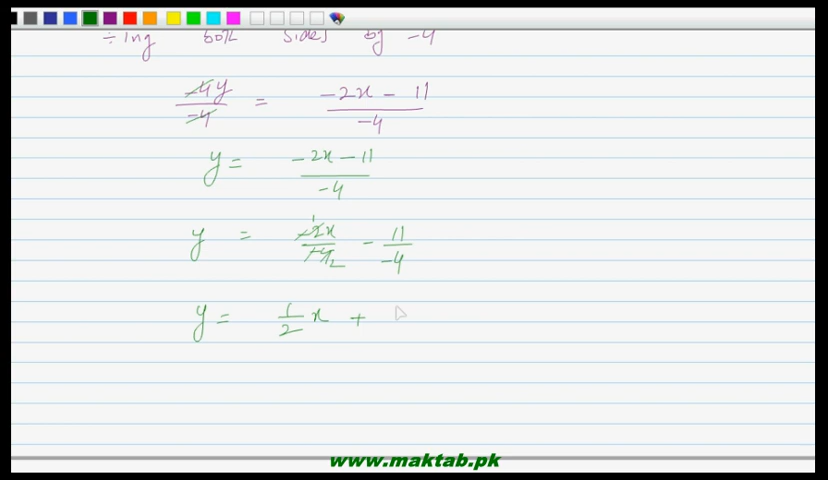 ÷ing both sides by -4
-4y/-4 = -2x - 11/-4
y = -2x - 11/-4
y = -2x/-4 - 11/-4
y = 1/2 x +
www.maktab.pk